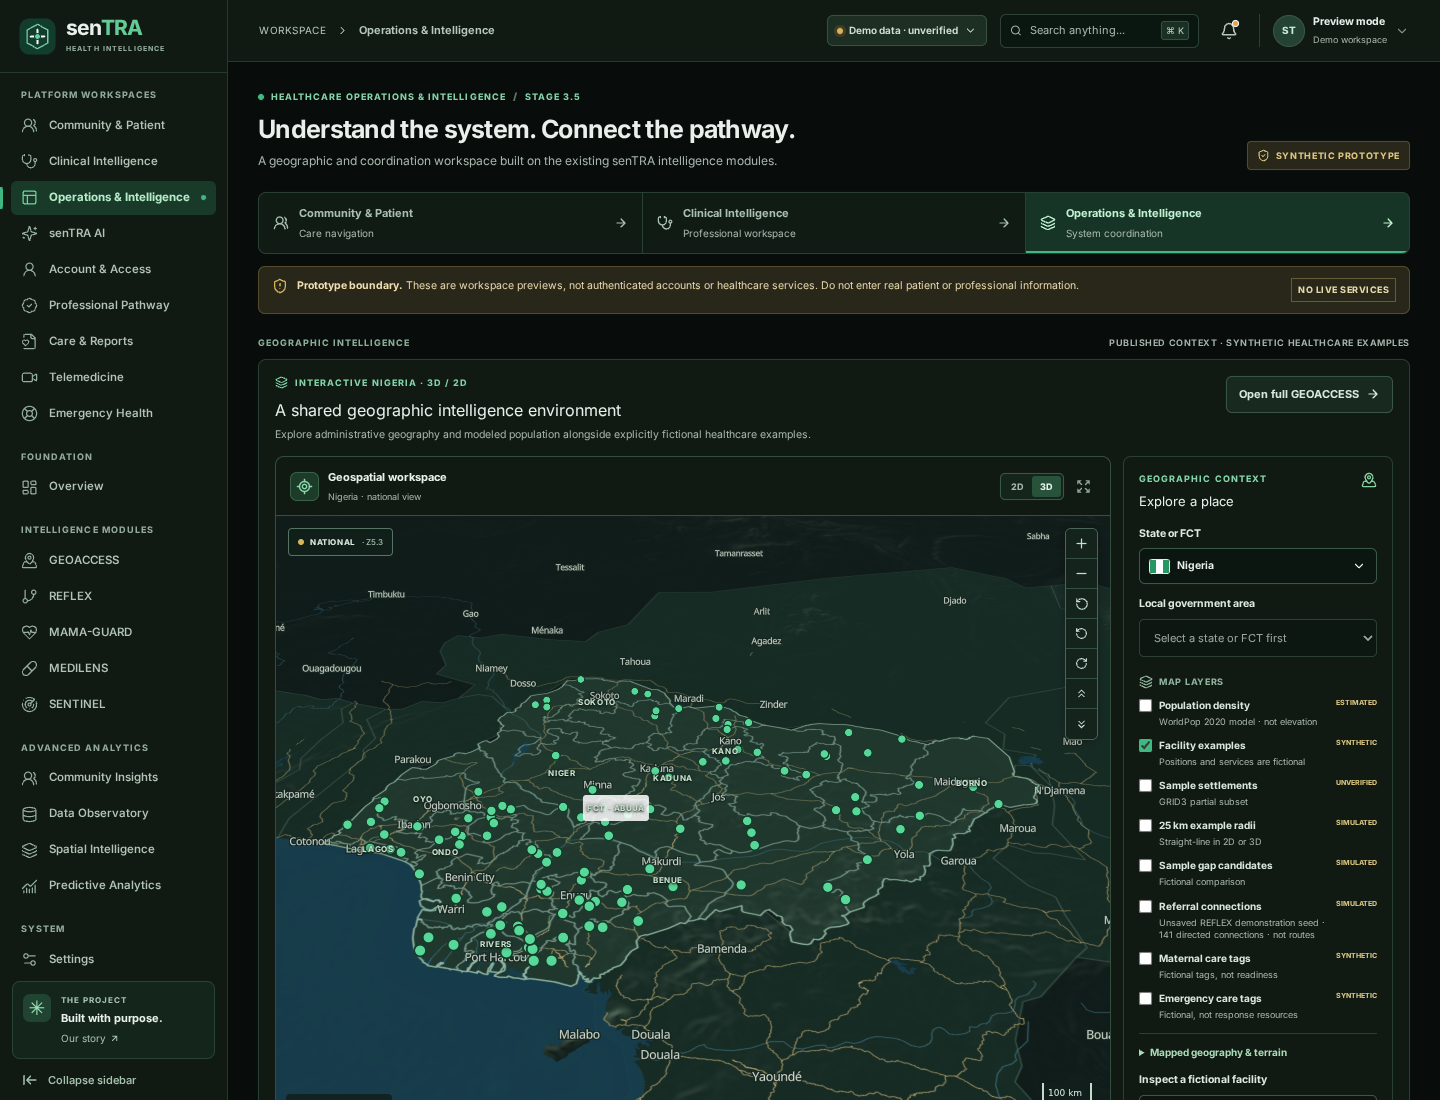 senTRA
HEALTH INTELLIGENCE
PLATFORM WORKSPACES
Community & Patient
Clinical Intelligence
Operations & Intelligence
senTRA AI
Account & Access
Professional Pathway
Care & Reports
Telemedicine
Emergency Health
FOUNDATION
Overview
INTELLIGENCE MODULES
GEOACCESS
REFLEX
MAMA-GUARD
MEDILENS
SENTINEL
ADVANCED ANALYTICS
Community Insights
Data Observatory
Spatial Intelligence
Predictive Analytics
SYSTEM
Settings
THE PROJECT
Built with purpose.
Our story ↗
Collapse sidebar
WORKSPACE > Operations & Intelligence
Demo data · unverified
Search anything...
⌘ K
ST
Preview mode
Demo workspace
HEALTHCARE OPERATIONS & INTELLIGENCE / STAGE 3.5
Understand the system. Connect the pathway.
A geographic and coordination workspace built on the existing senTRA intelligence modules.
SYNTHETIC PROTOTYPE
Community & Patient
Care navigation
Clinical Intelligence
Professional workspace
Operations & Intelligence
System coordination
Prototype boundary. These are workspace previews, not authenticated accounts or healthcare services. Do not enter real patient or professional information.
NO LIVE SERVICES
GEOGRAPHIC INTELLIGENCE
PUBLISHED CONTEXT · SYNTHETIC HEALTHCARE EXAMPLES
INTERACTIVE NIGERIA · 3D / 2D
A shared geographic intelligence environment
Explore administrative geography and modeled population alongside explicitly fictional healthcare examples.
Open full GEOACCESS
Geospatial workspace
Nigeria · national view
2D
3D
NATIONAL · Z5.3
Sabha
Tamanrasset
Tessalit
Timbuktu
Djado
Gao
Arlit
Ménaka
Agadez
Ouagadougou
Niamey
Tahoua
Dosso
Sokoto
SOKOTO
Maradi
Zinder
Kano
KANO
Mao
Parakou
NIGER
Kaduna
KADUNA
Minna
Maiduguri
BORNO
N'Djamena
OYO
Ogbomosho
FCT · ABUJA
Jos
Ibadan
Maroua
Cotonou
Lagos
LAGOS
ONDO
Makurdi
Yola
Garoua
Benin City
BENUE
Enugu
Warri
RIVERS
Port Harcourt
Bamenda
Malabo
Douala
Douala
Yaoundé
100 km
GEOGRAPHIC CONTEXT
Explore a place
State or FCT
Nigeria
Local government area
Select a state or FCT first
MAP LAYERS
Population density ESTIMATED
WorldPop 2020 model · not elevation
Facility examples SYNTHETIC
Positions and services are fictional
Sample settlements UNVERIFIED
GRID3 partial subset
25 km example radii SIMULATED
Straight-line in 2D or 3D
Sample gap candidates SIMULATED
Fictional comparison
Referral connections SIMULATED
Unsaved REFLEX demonstration seed ·
141 directed connections · not routes
Maternal care tags SYNTHETIC
Fictional tags, not readiness
Emergency care tags SYNTHETIC
Fictional, not response resources
Mapped geography & terrain
Inspect a fictional facility